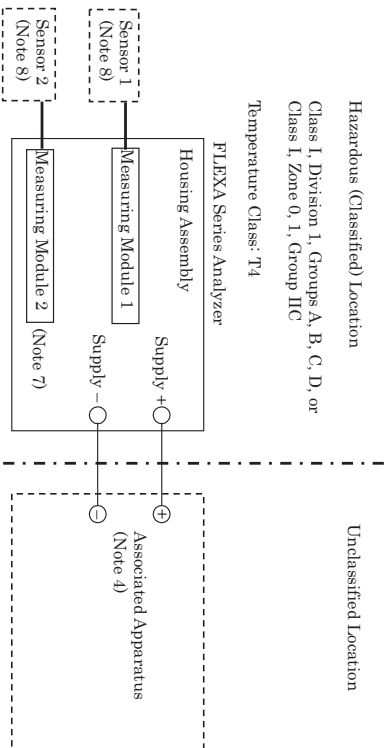 Hazardous (Classified) Location
Unclassified Location
Class I, Division 1, Groups A, B, C, D, or
Class I, Zone 0, 1, Group IIC
Temperature Class: T4
FLEXA Series Analyzer
Housing Assembly
Sensor 1
(Note 8)
Measuring Module 1
Supply +
+
Associated Apparatus
(Note 4)
Sensor 2
(Note 8)
Measuring Module 2
(Note 7)
Supply –
–